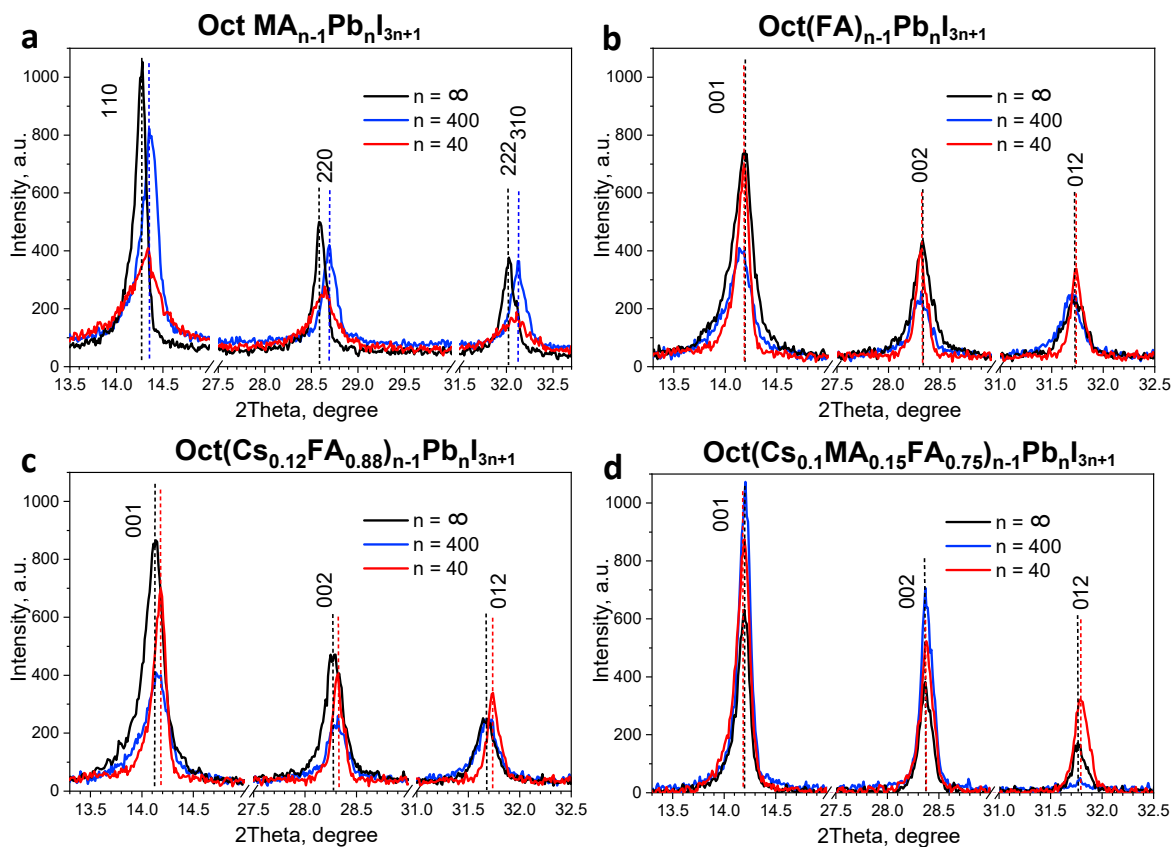 a
Oct MAₙ₋₁PbₙI₃ₙ₊₁
1000
800
600
400
200
0
Intensity, a.u.
110
220
222
310
n = ∞
n = 400
n = 40
13.5 14.0 14.5 27.5 28.0 28.5 29.0 29.5 31.5 32.0 32.5
2Theta, degree
b
Oct(FA)ₙ₋₁PbₙI₃ₙ₊₁
1000
800
600
400
200
0
Intensity, a.u.
001
002
012
n = ∞
n = 400
n = 40
13.5 14.0 14.5 27.5 28.0 28.5 31.0 31.5 32.0 32.5
2Theta, degree
c
Oct(Cs₀.₁₂FA₀.₈₈)ₙ₋₁PbₙI₃ₙ₊₁
1000
800
600
400
200
0
Intensity, a.u.
001
002
012
n = ∞
n = 400
n = 40
13.5 14.0 14.5 27.5 28.0 28.5 31.0 31.5 32.0 32.5
2Theta, degree
d
Oct(Cs₀.₁MA₀.₁₅FA₀.₇₅)ₙ₋₁PbₙI₃ₙ₊₁
1000
800
600
400
200
0
Intensity, a.u.
001
002
012
n = ∞
n = 400
n = 40
13.5 14.0 14.5 27.5 28.0 28.5 31.0 31.5 32.0 32.5
2Theta, degree